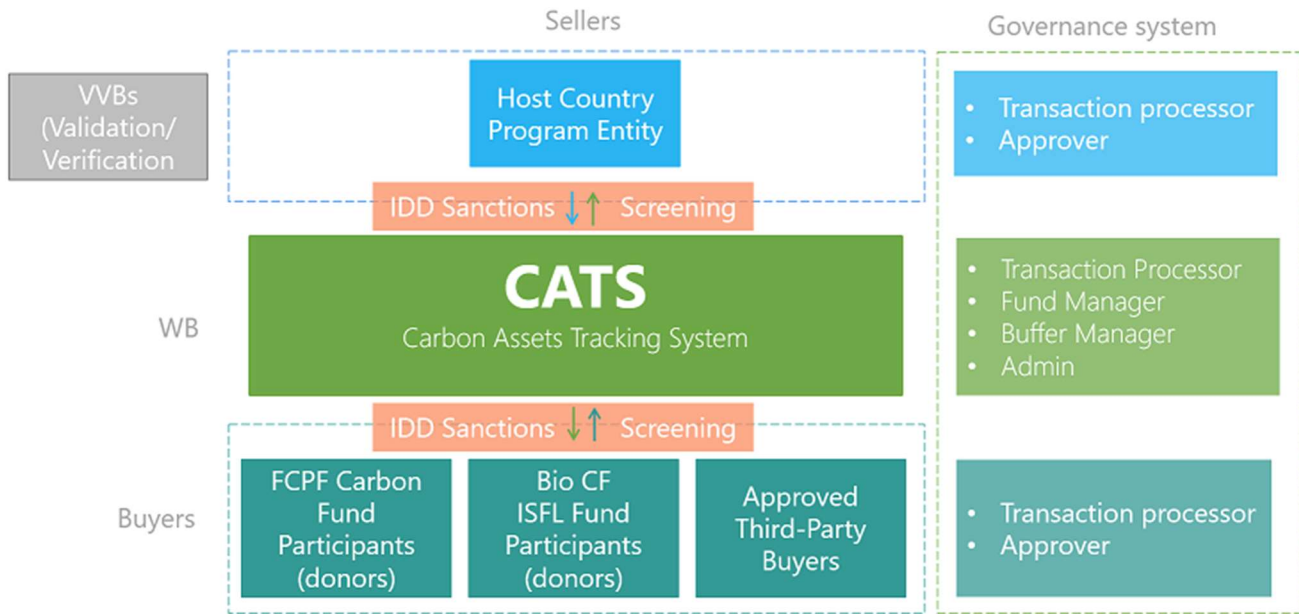 Sellers
Governance system
VVBs
(Validation/
Verification
Host Country
Program Entity
• Transaction processor
• Approver
IDD Sanctions
Screening
CATS
Carbon Assets Tracking System
WB
• Transaction Processor
• Fund Manager
• Buffer Manager
• Admin
IDD Sanctions
Screening
Buyers
FCPF Carbon
Fund
Participants
(donors)
Bio CF
ISFL Fund
Participants
(donors)
Approved
Third-Party
Buyers
• Transaction processor
• Approver